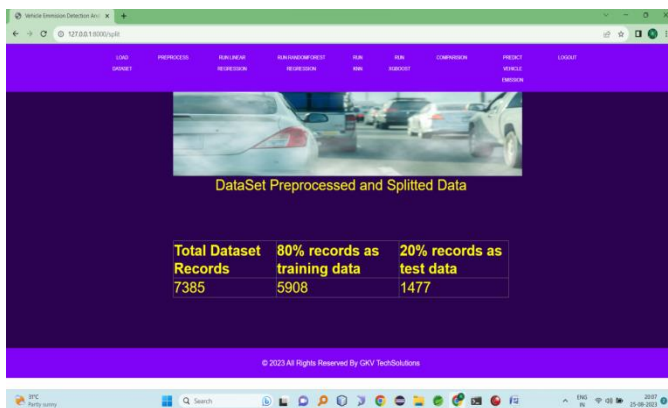 Vehicle Emmision Detection And
127.0.0.1:8000/split
LOAD DATASET
PREPROCESS
RUN LINEAR REGRESSION
RUN RANDOMFOREST REGRESSION
RUN KNN
RUN XGBOOST
COMPARISION
PREDICT VEHICLE EMISSION
LOGOUT
DataSet Preprocessed and Splitted Data
Total Dataset Records
80% records as training data
20% records as test data
7385
5908
1477
© 2023 All Rights Reserved By GKV TechSolutions
31°C
Partly sunny
Search
ENG
IN
20:07
25-08-2023